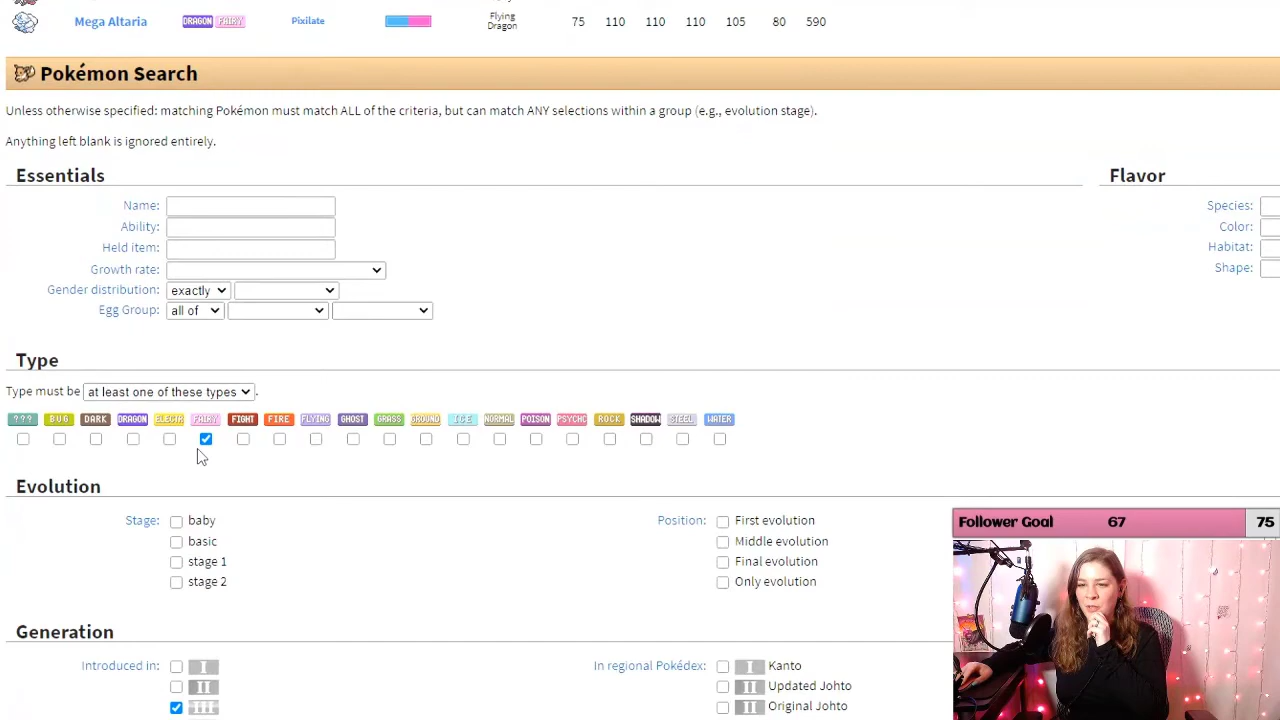 Mega Altaria DRAGON FAIRY Pixilate Flying 75 110 110 110 105 80 590
Dragon
Pokémon Search
Unless otherwise specified: matching Pokémon must match ALL of the criteria, but can match ANY selections within a group (e.g., evolution stage).
Anything left blank is ignored entirely.
Essentials
Flavor
Name:
Species:
Ability:
Color:
Held item:
Habitat:
Growth rate:
Shape:
Gender distribution: exactly
Egg Group: all of
Type
Type must be at least one of these types .
??? BUG DARK DRAGON ELECTR FAIRY FIGHT FIRE FLYING GHOST GRASS GROUND ICE NORMAL POISON PSYCHC ROCK SHADOW STEEL WATER
Evolution
Stage: baby
Position: First evolution
basic
Middle evolution
stage 1
Final evolution
stage 2
Only evolution
Follower Goal 67 75
Generation
Introduced in: I
In regional Pokédex: I Kanto
II
II Updated Johto
III
II Original Johto